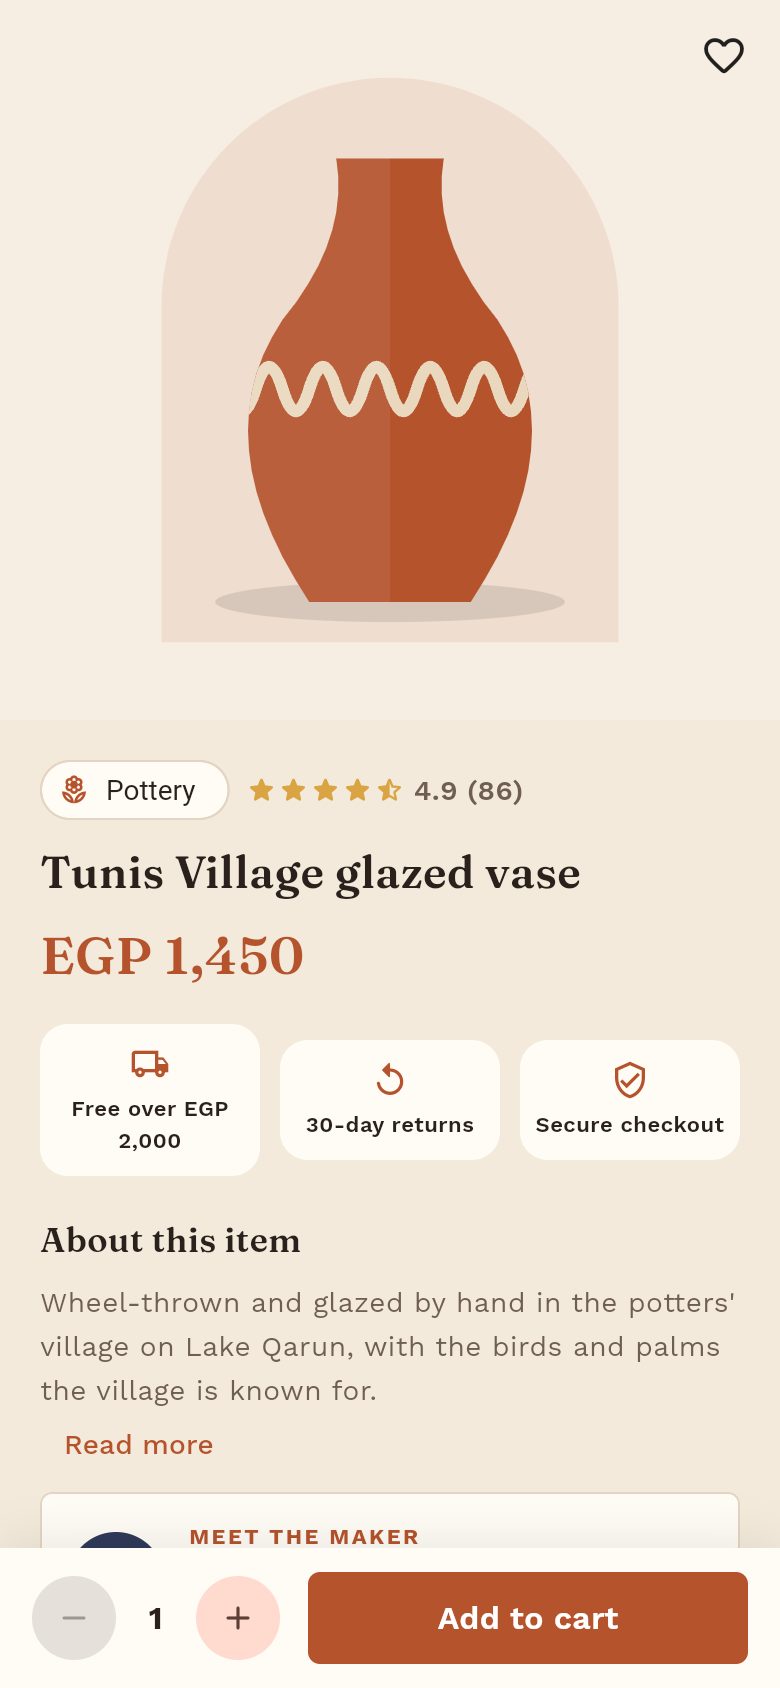 Pottery
4.9 (86)
Tunis Village glazed vase
EGP 1,450
Free over EGP
2,000
30-day returns
Secure checkout
About this item
Wheel-thrown and glazed by hand in the potters'
village on Lake Qarun, with the birds and palms
the village is known for.
Read more
MEET THE MAKER
1
Add to cart